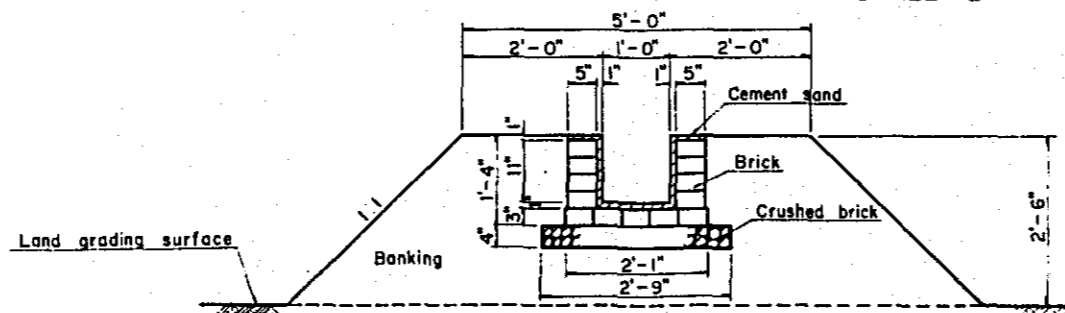 5'-0"
2'-0" 1'-0" 2'-0"
5" 1" 1" 5"
Cement sand
1"
11"
1'-4"
Brick
1:1
2'-6"
3"
Crushed brick
4"
Land grading surface
Banking
2'-1"
2'-9"